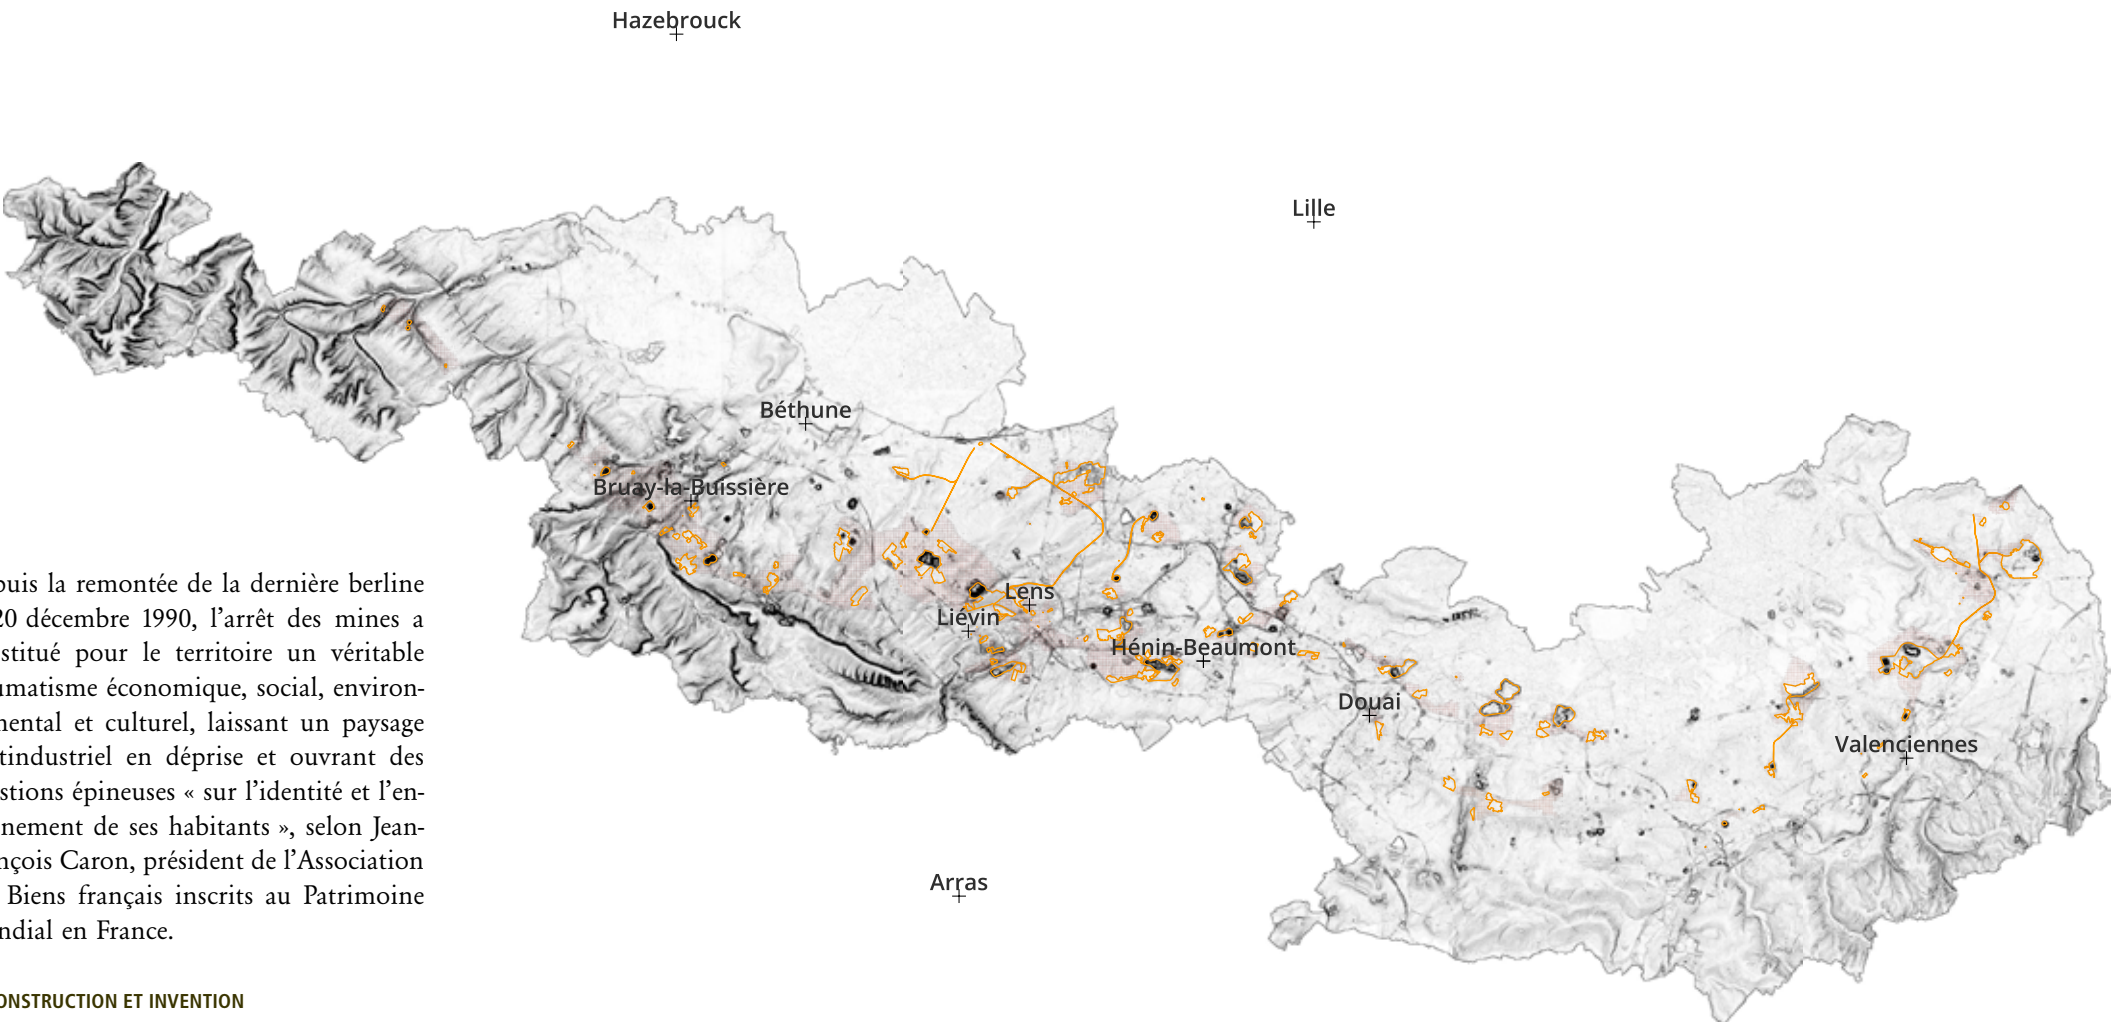 Hazebrouck
Lille
Béthune
Bruay-la-Buissière
Lens
Liévin
Hénin-Beaumont
Douai
Valenciennes
Arras
puis la remontée de la dernière berline
20 décembre 1990, l’arrêt des mines a
stitué pour le territoire un véritable
umatisme économique, social, environ-
mental et culturel, laissant un paysage
tindustriel en déprise et ouvrant des
stions épineuses « sur l’identité et l’en-
nement de ses habitants », selon Jean-
nçois Caron, président de l’Association
Biens français inscrits au Patrimoine
ndial en France.
ONSTRUCTION ET INVENTION